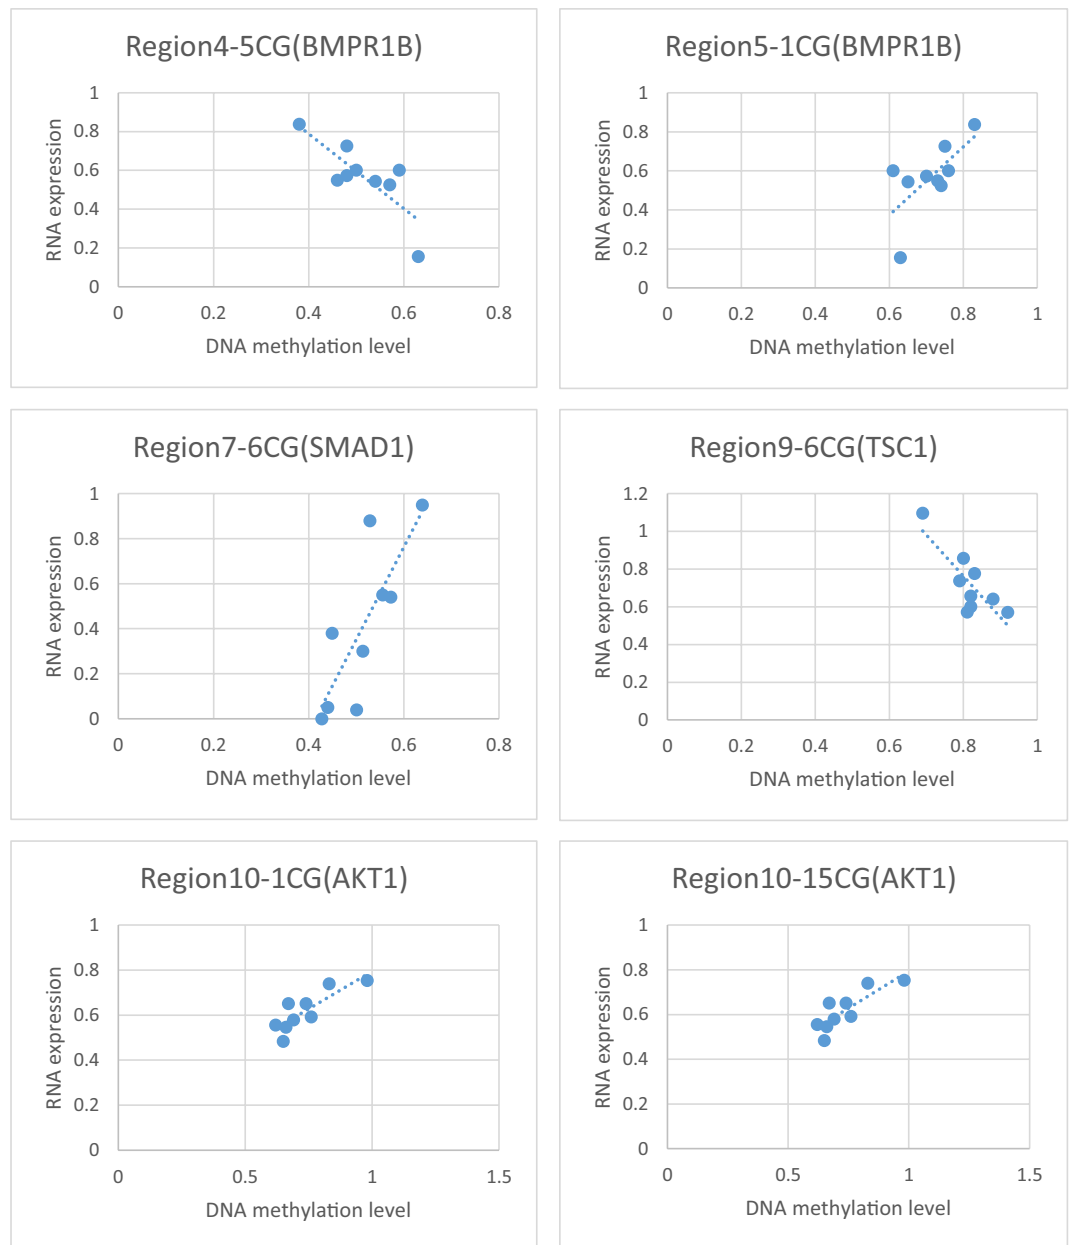 Region4-5CG(BMPR1B)
RNA expression
1
0.8
0.6
0.4
0.2
0
0 0.2 0.4 0.6 0.8
DNA methylation level
Region5-1CG(BMPR1B)
RNA expression
1
0.8
0.6
0.4
0.2
0
0 0.2 0.4 0.6 0.8 1
DNA methylation level
Region7-6CG(SMAD1)
RNA expression
1
0.8
0.6
0.4
0.2
0
0 0.2 0.4 0.6 0.8
DNA methylation level
Region9-6CG(TSC1)
RNA expression
1.2
1
0.8
0.6
0.4
0.2
0
0 0.2 0.4 0.6 0.8 1
DNA methylation level
Region10-1CG(AKT1)
RNA expression
1
0.8
0.6
0.4
0.2
0
0 0.5 1 1.5
DNA methylation level
Region10-15CG(AKT1)
RNA expression
1
0.8
0.6
0.4
0.2
0
0 0.5 1 1.5
DNA methylation level